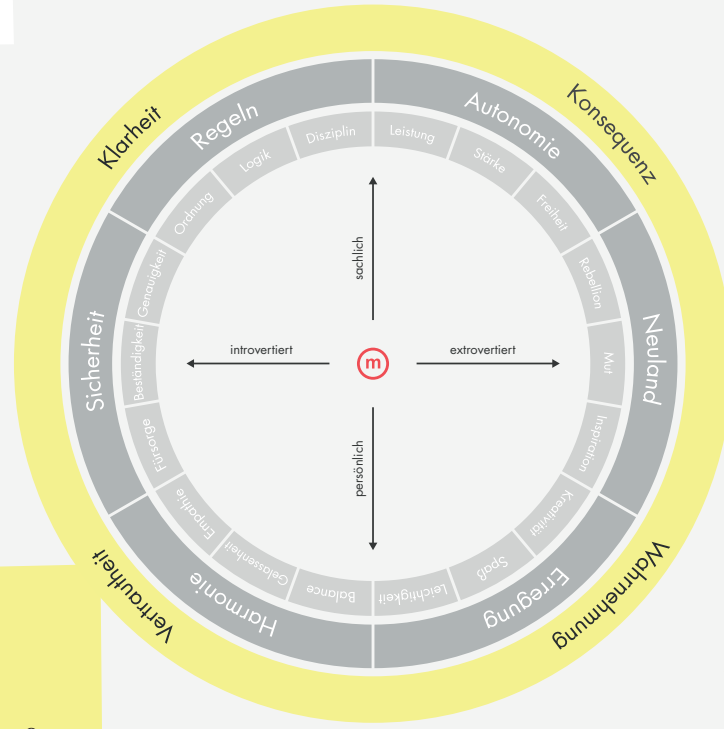 Klarheit
Konsequenz
Wahrnehmung
Vertrautheit
Regeln
Autonomie
Neuland
Erregung
Harmonie
Sicherheit
Disziplin
Leistung
Stärke
Freiheit
Rebellion
Mut
Inspiration
Kreativität
Spaß
Leichtigkeit
Balance
Gelassenheit
Empathie
Fürsorge
Beständigkeit
Genauigkeit
Ordnung
Logik
sachlich
introvertiert
m
extrovertiert
persönlich